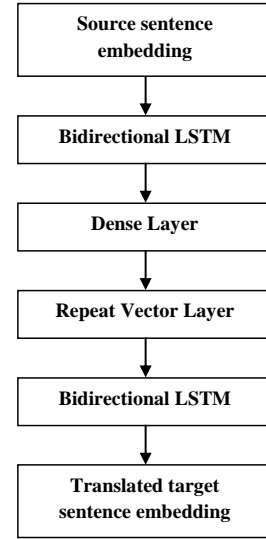 Source sentence
embedding
Bidirectional LSTM
Dense Layer
Repeat Vector Layer
Bidirectional LSTM
Translated target
sentence embedding